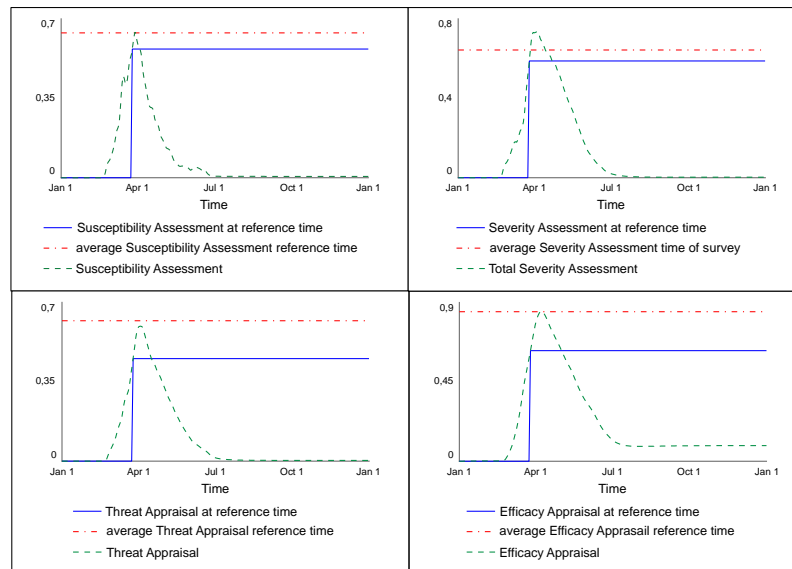 0,7
0,35
0
Jan 1 Apr 1 Jul 1 Oct 1 Jan 1
Time
Susceptibility Assessment at reference time
average Susceptibility Assessment reference time
Susceptibility Assessment
0,8
0,4
0
Jan 1 Apr 1 Jul 1 Oct 1 Jan 1
Time
Severity Assessment at reference time
average Severity Assessment time of survey
Total Severity Assessment
0,7
0,35
0
Jan 1 Apr 1 Jul 1 Oct 1 Jan 1
Time
Threat Appraisal at reference time
average Threat Appraisal reference time
Threat Appraisal
0,9
0,45
0
Jan 1 Apr 1 Jul 1 Oct 1 Jan 1
Time
Efficacy Appraisal at reference time
average Efficacy Apprasail reference time
Efficacy Appraisal